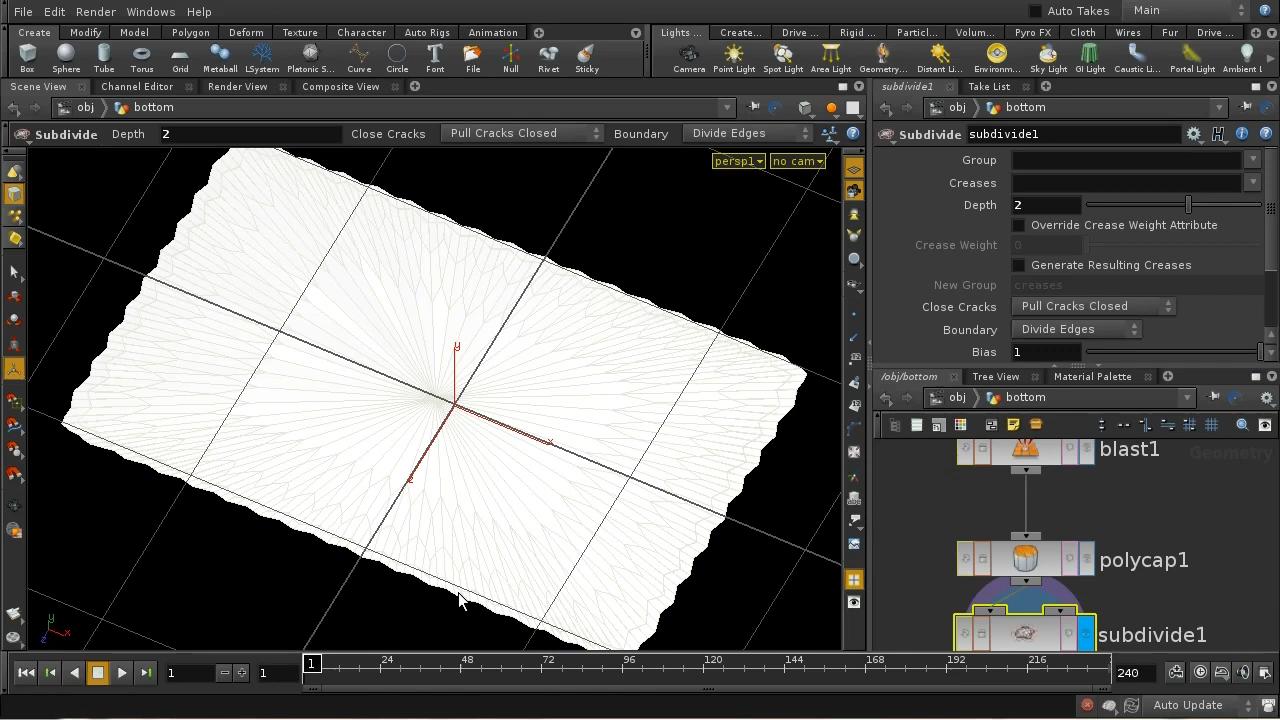 File Edit Render Windows Help Auto Takes Main
Create Modify Model Polygon Deform Texture Character Auto Rigs Animation Lights ... Create... Drive ... Rigid ... Particl... Volum... Pyro FX Cloth Wires Fur Drive ...
Box Sphere Tube Torus Grid Metaball LSystem Platonic S... Curve Circle Font File Null Rivet Sticky Camera Point Light Spot Light Area Light Geometry... Distant Li... Environm... Sky Light GI Light Caustic Li... Portal Light Ambient L
Scene View Channel Editor Render View Composite View subdivide1 Take List
obj bottom obj bottom
Subdivide Depth 2 Close Cracks Pull Cracks Closed Boundary Divide Edges Subdivide subdivide1
persp1 no cam
Group
Creases
Depth 2
Override Crease Weight Attribute
Crease Weight 0
Generate Resulting Creases
New Group creases
Close Cracks Pull Cracks Closed
Boundary Divide Edges
Bias 1
/obj/bottom Tree View Material Palette
obj bottom
blast1 Geometry
polycap1
subdivide1
y
x
z
y
x
z
1 1 1 24 48 72 96 120 144 168 192 216 240
Auto Update